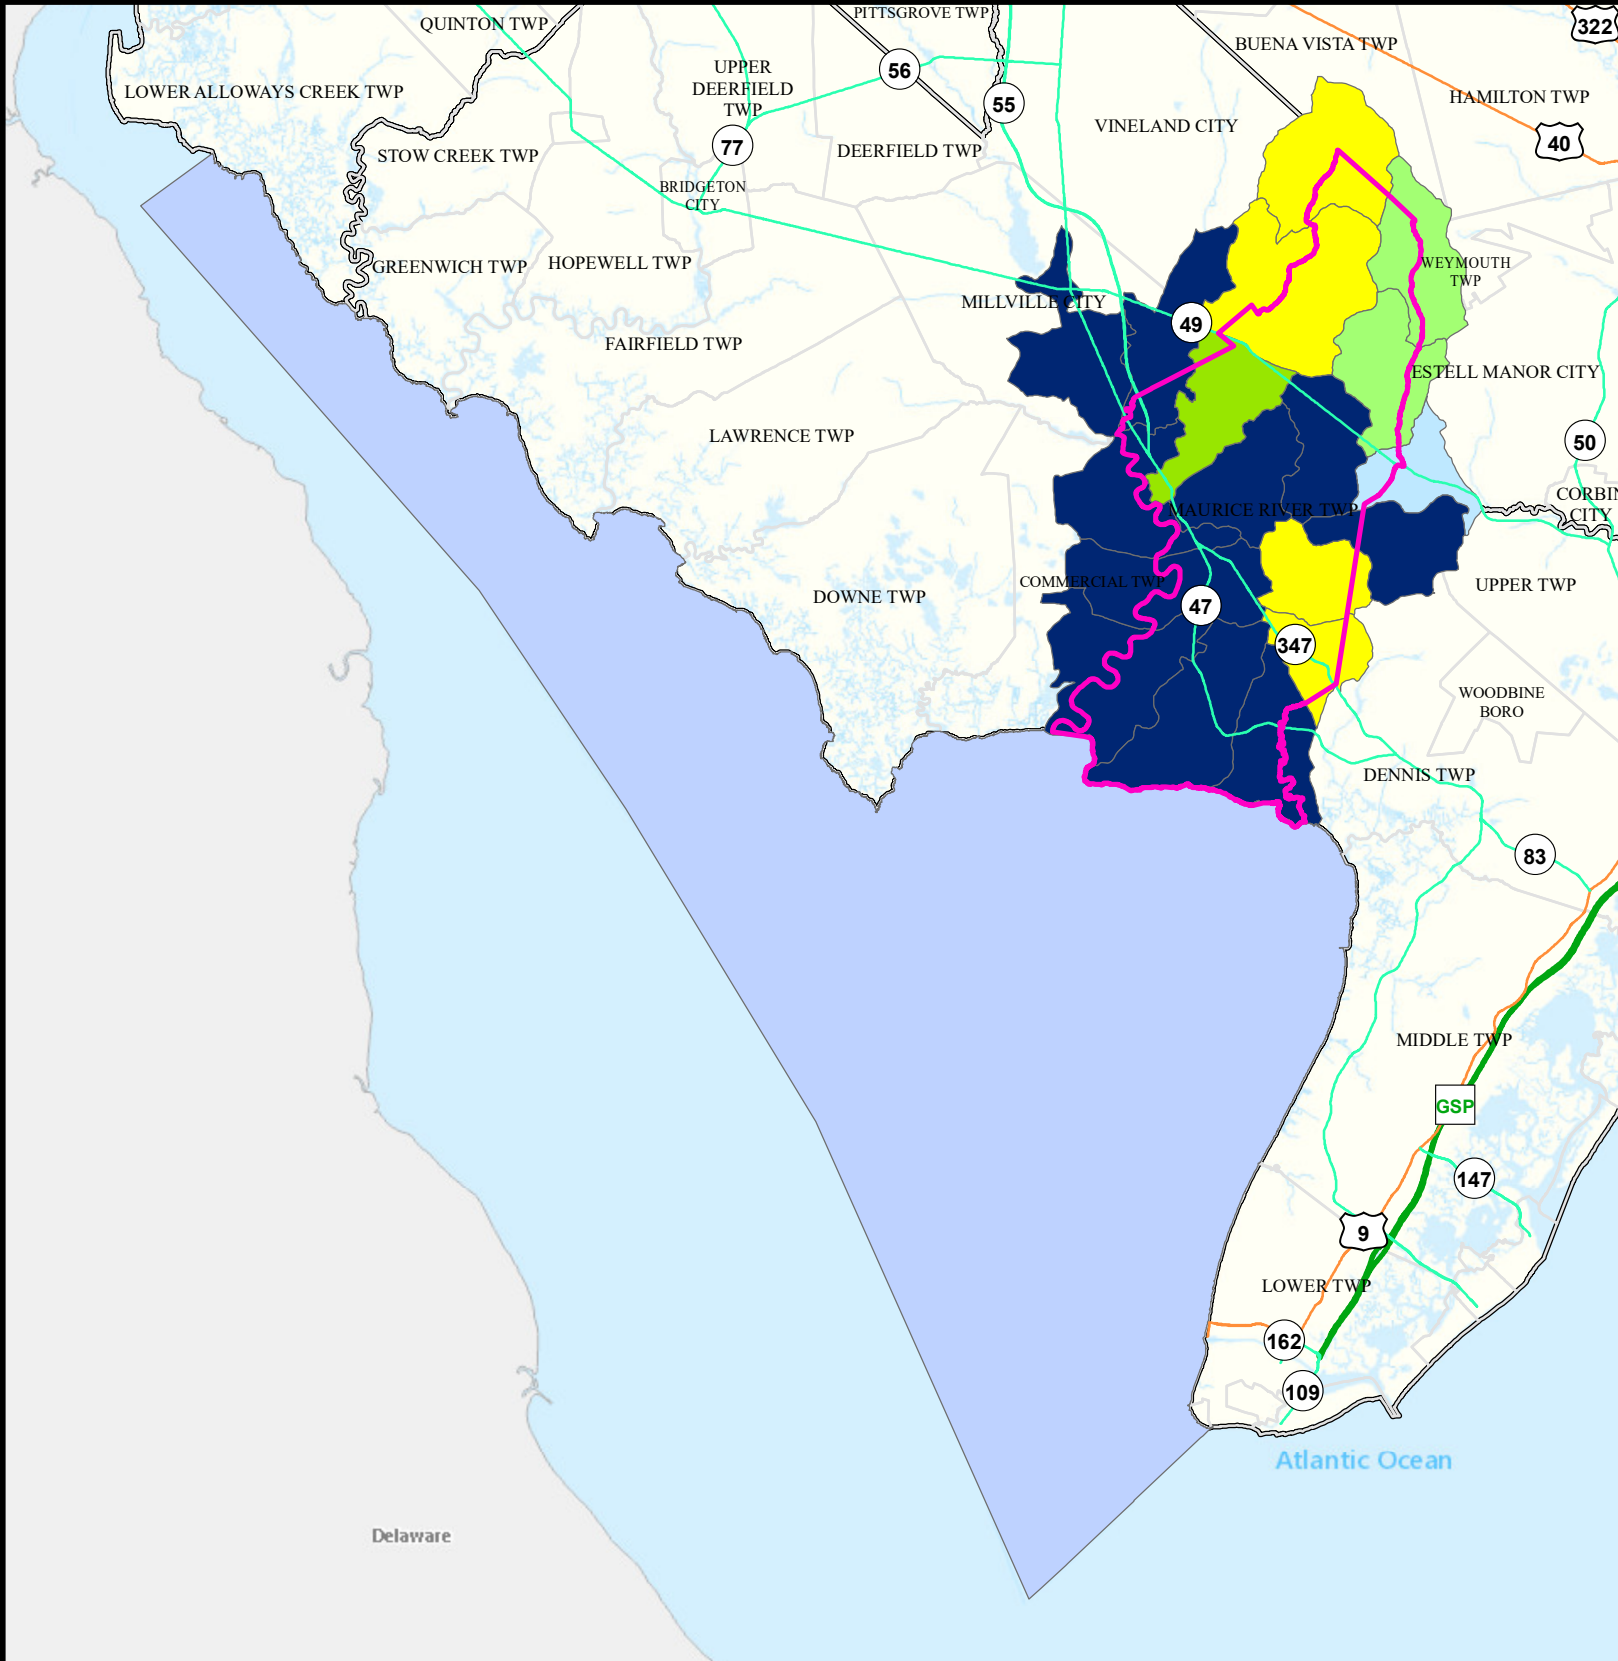 QUINTON TWP
PITTSGROVE TWP
322
BUENA VISTA TWP
UPPER
DEERFIELD
TWP
56
LOWER ALLOWAYS CREEK TWP
55
HAMILTON TWP
VINELAND CITY
40
77
STOW CREEK TWP
DEERFIELD TWP
BRIDGETON
CITY
GREENWICH TWP
HOPEWELL TWP
WEYMOUTH
TWP
MILLVILLE CITY
49
FAIRFIELD TWP
ESTELL MANOR CITY
LAWRENCE TWP
50
CORBIN
CITY
MAURICE RIVER TWP
COMMERCIAL TWP
UPPER TWP
DOWNE TWP
47
347
WOODBINE
BORO
DENNIS TWP
83
MIDDLE TWP
GSP
147
9
LOWER TWP
162
109
Atlantic Ocean
Delaware